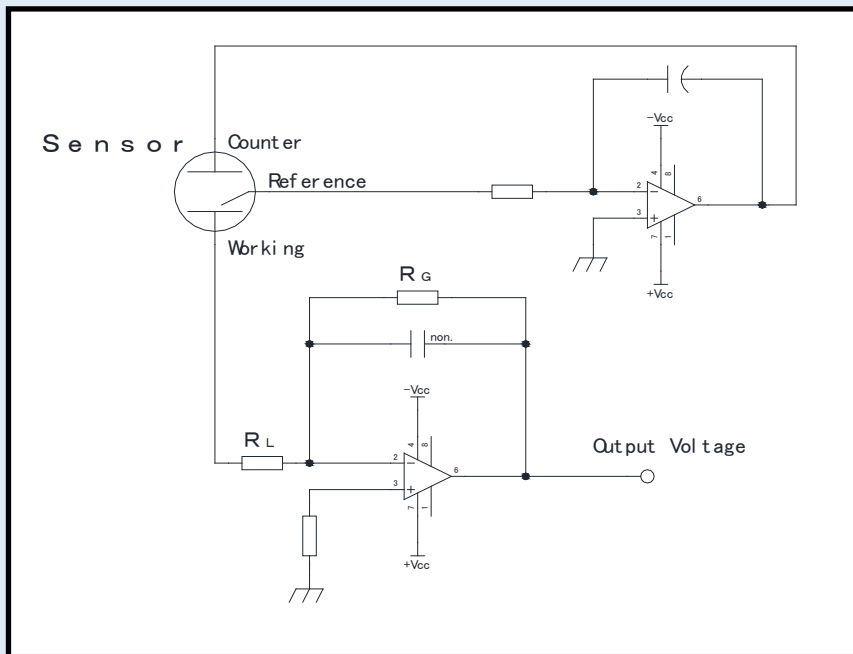 Sensor
Counter
Reference
Working
-Vcc
4
8
2
-
6
3
+
7
1
+Vcc
RG
non.
-Vcc
4
8
RL
2
-
6
3
+
7
1
+Vcc
Output Voltage